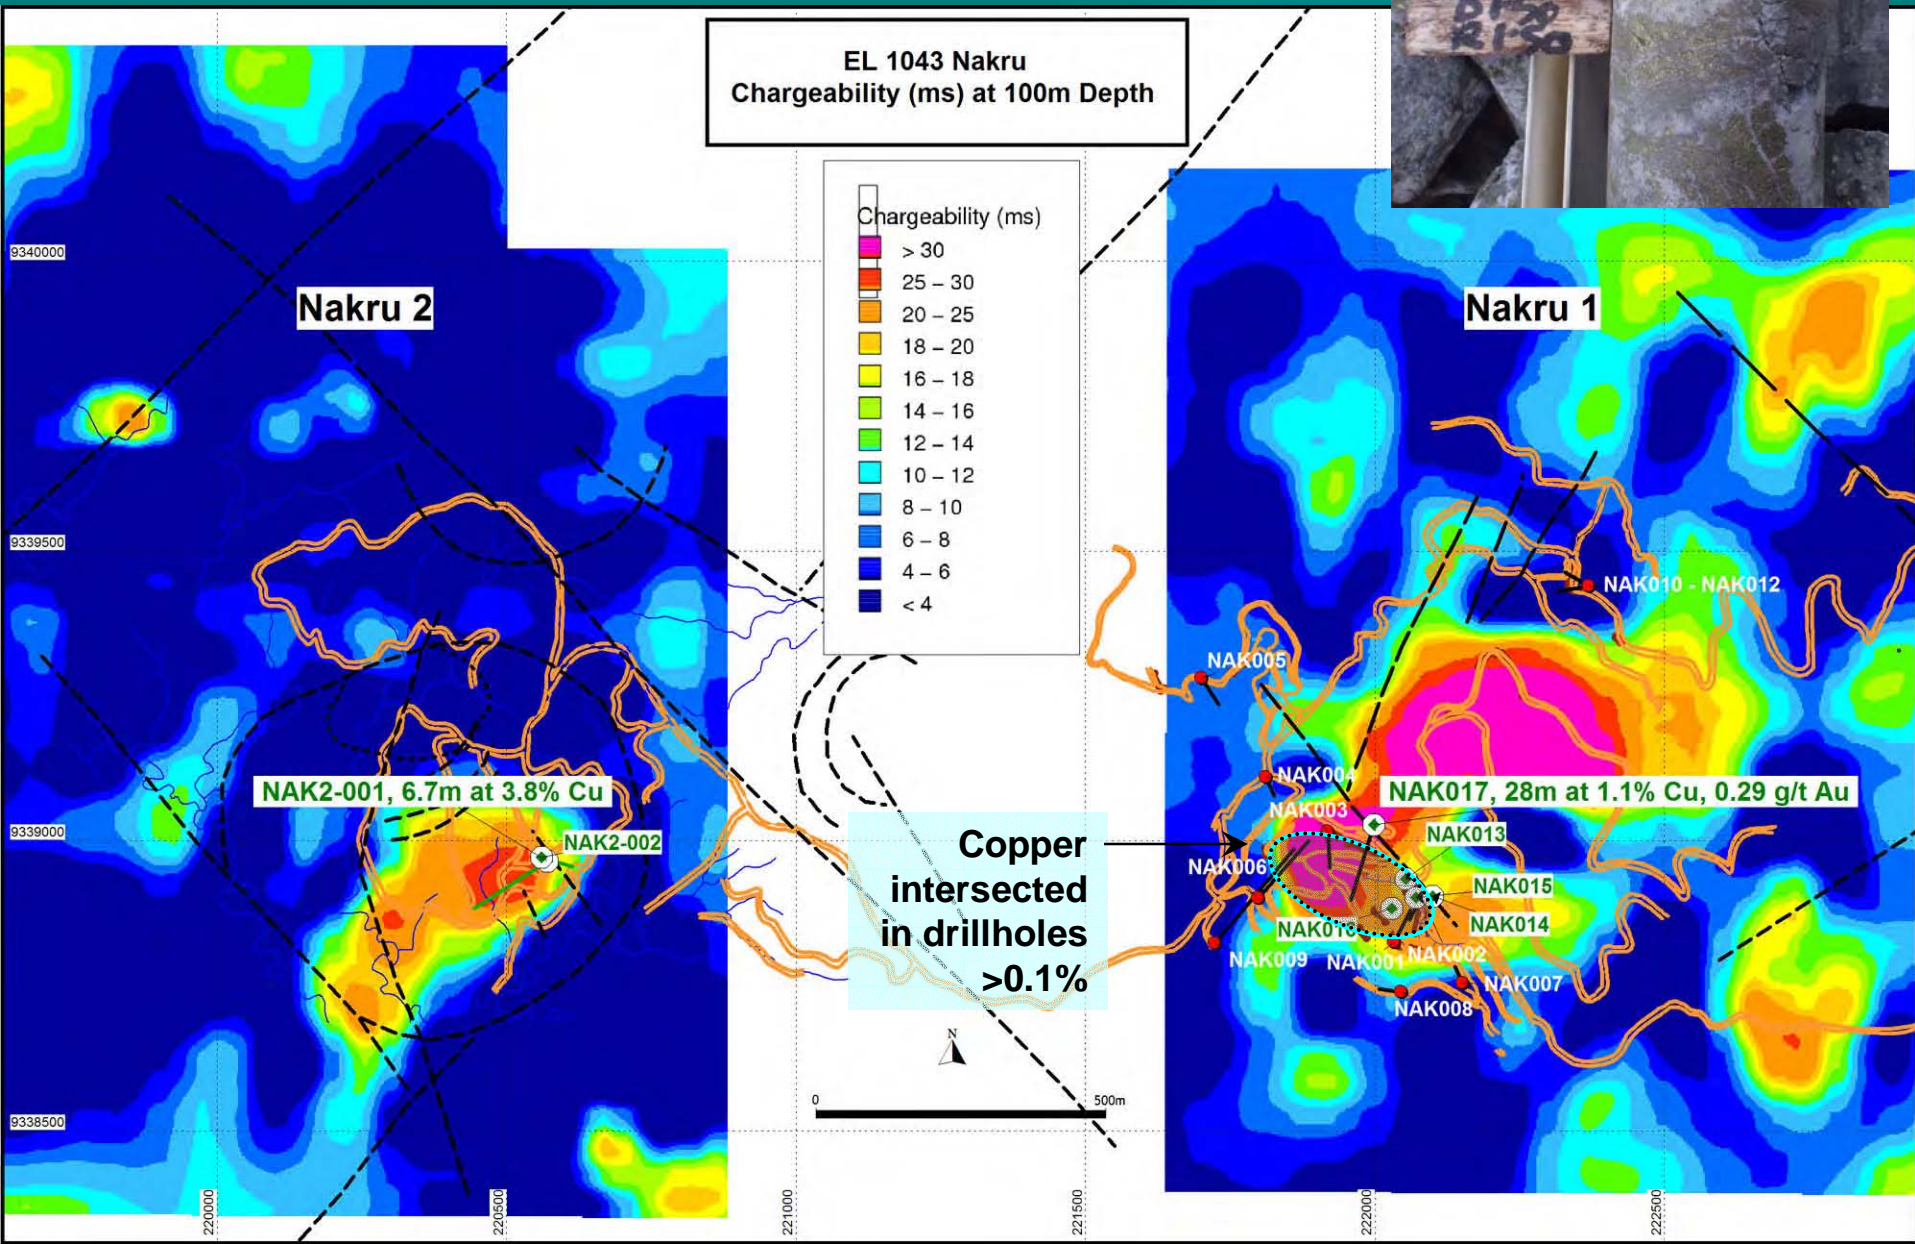 EL 1043 Nakru
Chargeability (ms) at 100m Depth
Chargeability (ms)
> 30
25 – 30
20 – 25
18 – 20
16 – 18
14 – 16
12 – 14
10 – 12
8 – 10
6 – 8
4 – 6
< 4
Nakru 2
Nakru 1
9340000
9339500
9339000
9338500
NAK2-001, 6.7m at 3.8% Cu
NAK2-002
Copper
intersected
in drillholes
>0.1%
N
0 500m
NAK010 - NAK012
NAK005
NAK004
NAK003
NAK017, 28m at 1.1% Cu, 0.29 g/t Au
NAK013
NAK006
NAK015
NAK014
NAK009
NAK001
NAK002
NAK007
NAK008
220000
220500
221000
221500
222000
222500